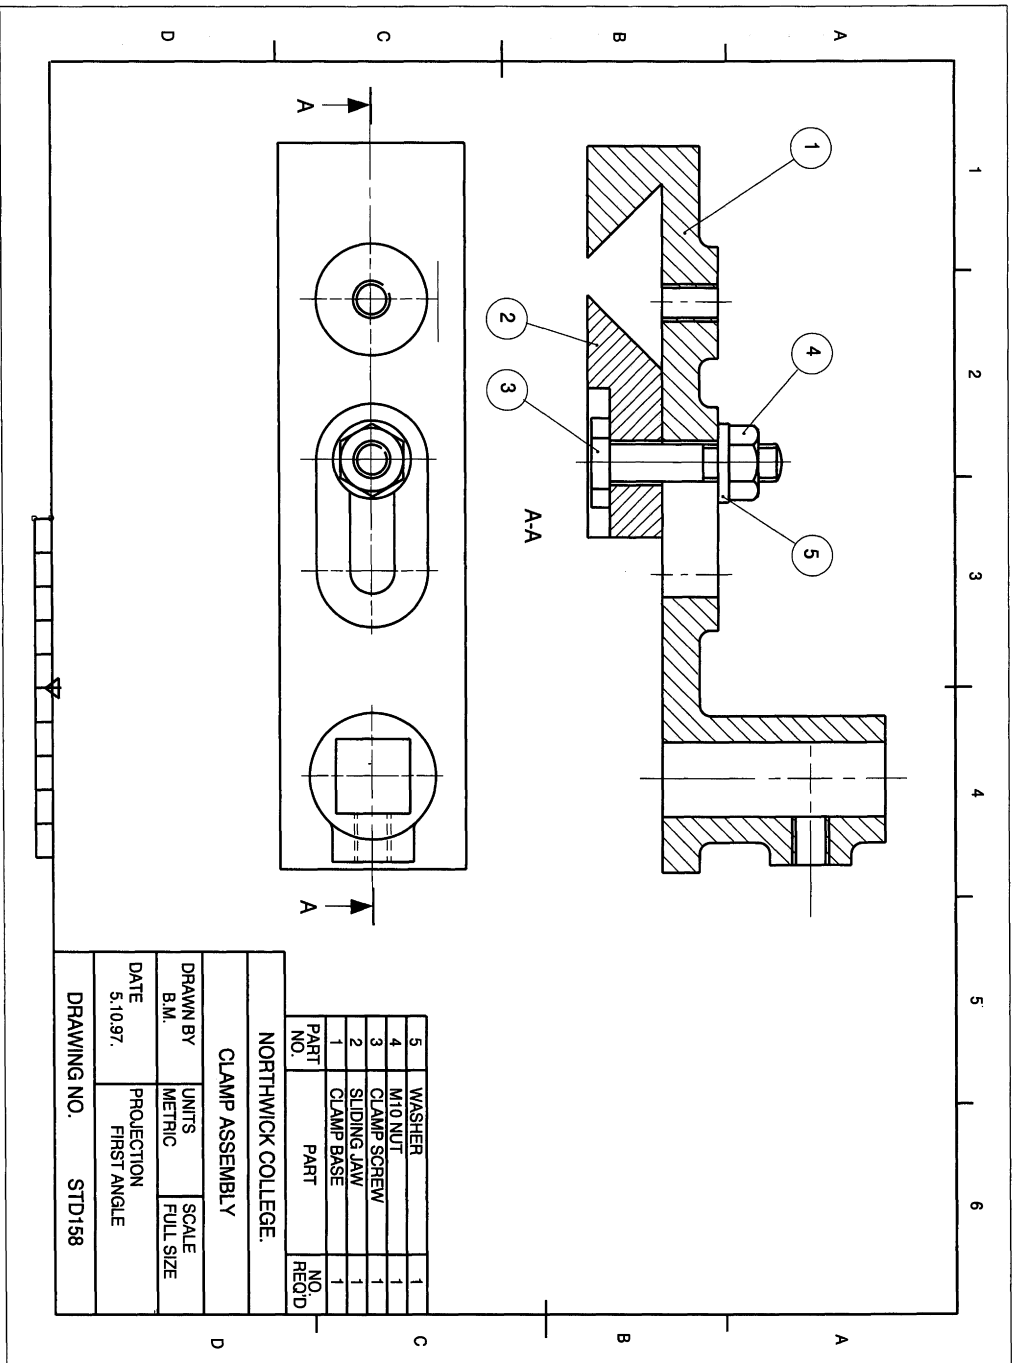 1
2
3
4
5
6
A
B
C
D
A
B
C
D
1
4
5
2
3
A-A
A
A
5 WASHER 1
4 M10 NUT 1
3 CLAMP SCREW 1
2 SLIDING JAW 1
1 CLAMP BASE 1
PART NO. PART NO. REQ'D
NORTHWICK COLLEGE.
CLAMP ASSEMBLY
DRAWN BY
B.M.
UNITS
METRIC
SCALE
FULL SIZE
DATE
5.10.97.
PROJECTION
FIRST ANGLE
DRAWING NO. STD158